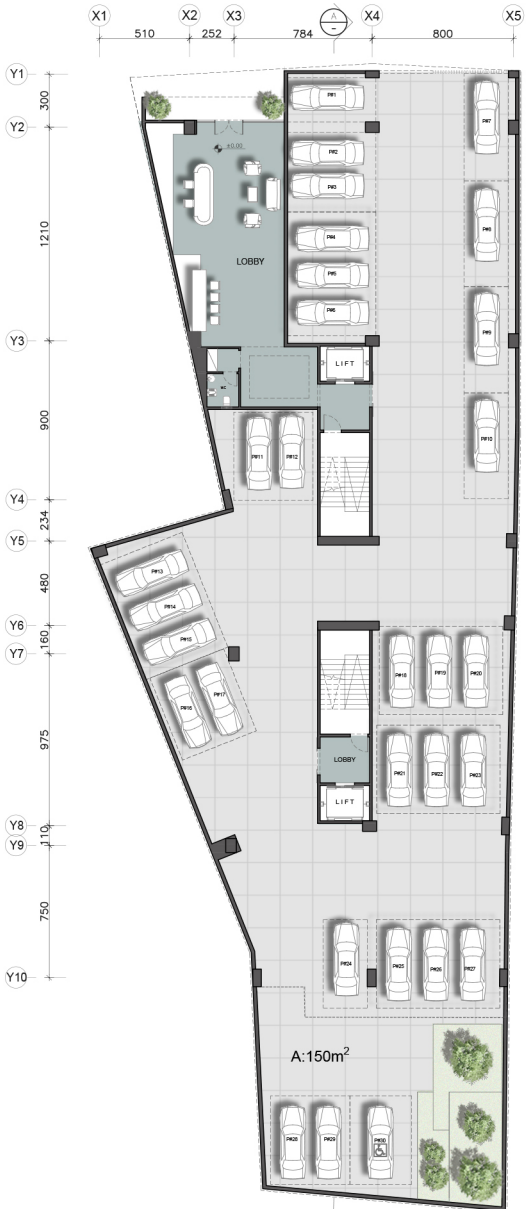 X1
X2
X3
A
-
X4
X5
510
252
784
800
Y1
300
Y2
1210
Y3
900
Y4
234
Y5
480
Y6
160
Y7
975
Y8
110
Y9
750
Y10
±0.00
LOBBY
WC
LIFT
P#1
P#2
P#3
P#4
P#5
P#6
P#7
P#8
P#9
P#10
P#11
P#12
P#13
P#14
P#15
P#16
P#17
P#18
P#19
P#20
P#21
P#22
P#23
LOBBY
LIFT
P#24
P#25
P#26
P#27
A:150m²
P#28
P#29
P#30